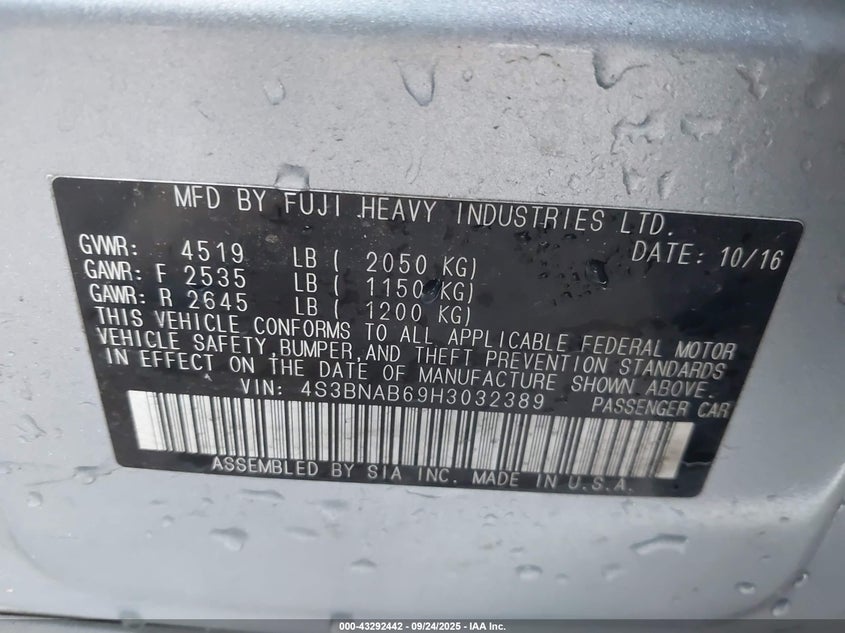 MFD BY FUJI HEAVY INDUSTRIES LTD.
GVWR: 4519 LB ( 2050 KG) DATE: 10/16
GAWR: F 2535 LB ( 1150 KG)
GAWR: R 2645 LB ( 1200 KG)
THIS VEHICLE CONFORMS TO ALL APPLICABLE FEDERAL MOTOR
VEHICLE SAFETY,BUMPER,AND THEFT PREVENTION STANDARDS
IN EFFECT ON THE DATE OF MANUFACTURE SHOWN ABOVE.
VIN: 4S3BNAB69H3032389 PASSENGER CAR
ASSEMBLED BY SIA INC. MADE IN U.S.A.
000-43292442 - 09/24/2025 - IAA Inc.